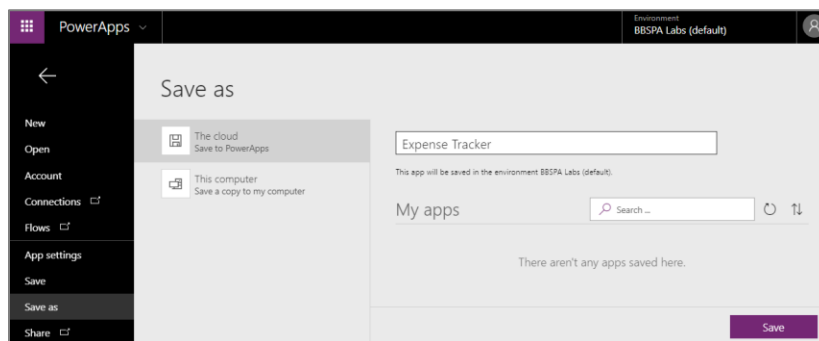 PowerApps
Environment
BBSPA Labs (default)
Save as
New
Open
Account
Connections
Flows
App settings
Save
Save as
Share
The cloud
Save to PowerApps
This computer
Save a copy to my computer
Expense Tracker
This app will be saved in the environment BBSPA Labs (default).
My apps
Search ...
There aren't any apps saved here.
Save